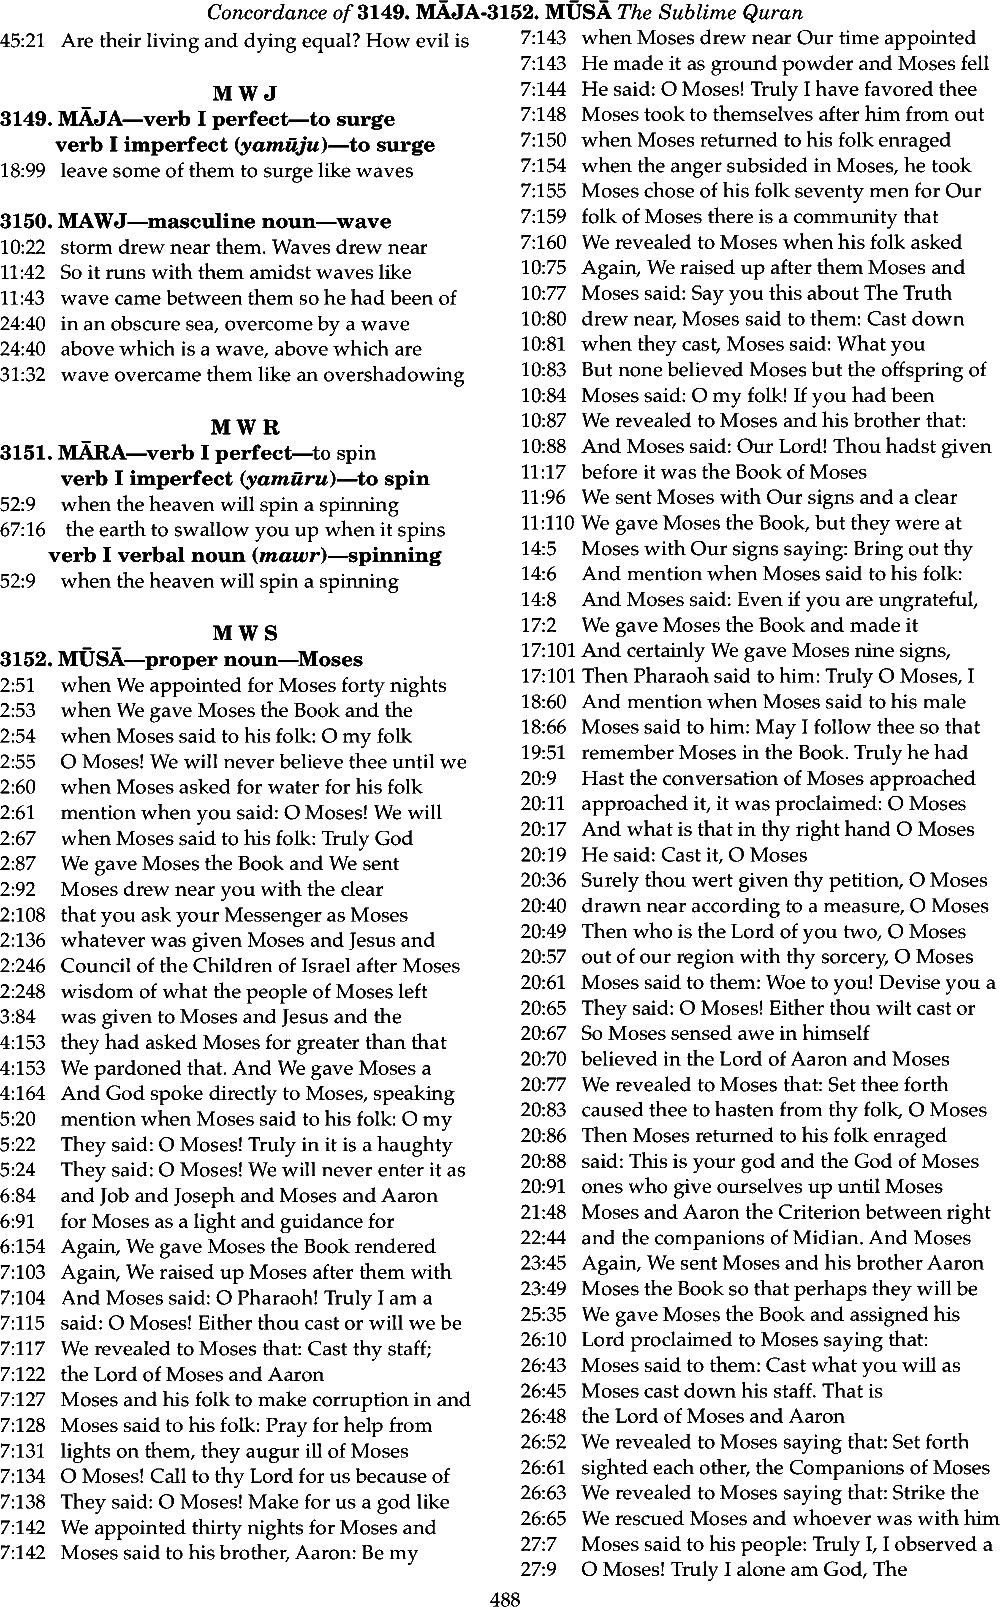 Concordance of 3149. MĀJA-3152. MŪSĀ The Sublime Quran
45:21 Are their living and dying equal? How evil is
M W J
3149. MĀJA—verb I perfect—to surge
verb I imperfect (yamūju)—to surge
18:99 leave some of them to surge like waves
3150. MAWJ—masculine noun—wave
10:22 storm drew near them. Waves drew near
11:42 So it runs with them amidst waves like
11:43 wave came between them so he had been of
24:40 in an obscure sea, overcome by a wave
24:40 above which is a wave, above which are
31:32 wave overcame them like an overshadowing
M W R
3151. MĀRA—verb I perfect—to spin
verb I imperfect (yamūru)—to spin
52:9 when the heaven will spin a spinning
67:16 the earth to swallow you up when it spins
verb I verbal noun (mawr)—spinning
52:9 when the heaven will spin a spinning
M W S
3152. MŪSĀ—proper noun—Moses
2:51 when We appointed for Moses forty nights
2:53 when We gave Moses the Book and the
2:54 when Moses said to his folk: O my folk
2:55 O Moses! We will never believe thee until we
2:60 when Moses asked for water for his folk
2:61 mention when you said: O Moses! We will
2:67 when Moses said to his folk: Truly God
2:87 We gave Moses the Book and We sent
2:92 Moses drew near you with the clear
2:108 that you ask your Messenger as Moses
2:136 whatever was given Moses and Jesus and
2:246 Council of the Children of Israel after Moses
2:248 wisdom of what the people of Moses left
3:84 was given to Moses and Jesus and the
4:153 they had asked Moses for greater than that
4:153 We pardoned that. And We gave Moses a
4:164 And God spoke directly to Moses, speaking
5:20 mention when Moses said to his folk: O my
5:22 They said: O Moses! Truly in it is a haughty
5:24 They said: O Moses! We will never enter it as
6:84 and Job and Joseph and Moses and Aaron
6:91 for Moses as a light and guidance for
6:154 Again, We gave Moses the Book rendered
7:103 Again, We raised up Moses after them with
7:104 And Moses said: O Pharaoh! Truly I am a
7:115 said: O Moses! Either thou cast or will we be
7:117 We revealed to Moses that: Cast thy staff;
7:122 the Lord of Moses and Aaron
7:127 Moses and his folk to make corruption in and
7:128 Moses said to his folk: Pray for help from
7:131 lights on them, they augur ill of Moses
7:134 O Moses! Call to thy Lord for us because of
7:138 They said: O Moses! Make for us a god like
7:142 We appointed thirty nights for Moses and
7:142 Moses said to his brother, Aaron: Be my
7:143 when Moses drew near Our time appointed
7:143 He made it as ground powder and Moses fell
7:144 He said: O Moses! Truly I have favored thee
7:148 Moses took to themselves after him from out
7:150 when Moses returned to his folk enraged
7:154 when the anger subsided in Moses, he took
7:155 Moses chose of his folk seventy men for Our
7:159 folk of Moses there is a community that
7:160 We revealed to Moses when his folk asked
10:75 Again, We raised up after them Moses and
10:77 Moses said: Say you this about The Truth
10:80 drew near, Moses said to them: Cast down
10:81 when they cast, Moses said: What you
10:83 But none believed Moses but the offspring of
10:84 Moses said: O my folk! If you had been
10:87 We revealed to Moses and his brother that:
10:88 And Moses said: Our Lord! Thou hadst given
11:17 before it was the Book of Moses
11:96 We sent Moses with Our signs and a clear
11:110 We gave Moses the Book, but they were at
14:5 Moses with Our signs saying: Bring out thy
14:6 And mention when Moses said to his folk:
14:8 And Moses said: Even if you are ungrateful,
17:2 We gave Moses the Book and made it
17:101 And certainly We gave Moses nine signs,
17:101 Then Pharaoh said to him: Truly O Moses, I
18:60 And mention when Moses said to his male
18:66 Moses said to him: May I follow thee so that
19:51 remember Moses in the Book. Truly he had
20:9 Hast the conversation of Moses approached
20:11 approached it, it was proclaimed: O Moses
20:17 And what is that in thy right hand O Moses
20:19 He said: Cast it, O Moses
20:36 Surely thou wert given thy petition, O Moses
20:40 drawn near according to a measure, O Moses
20:49 Then who is the Lord of you two, O Moses
20:57 out of our region with thy sorcery, O Moses
20:61 Moses said to them: Woe to you! Devise you a
20:65 They said: O Moses! Either thou wilt cast or
20:67 So Moses sensed awe in himself
20:70 believed in the Lord of Aaron and Moses
20:77 We revealed to Moses that: Set thee forth
20:83 caused thee to hasten from thy folk, O Moses
20:86 Then Moses returned to his folk enraged
20:88 said: This is your god and the God of Moses
20:91 ones who give ourselves up until Moses
21:48 Moses and Aaron the Criterion between right
22:44 and the companions of Midian. And Moses
23:45 Again, We sent Moses and his brother Aaron
23:49 Moses the Book so that perhaps they will be
25:35 We gave Moses the Book and assigned his
26:10 Lord proclaimed to Moses saying that:
26:43 Moses said to them: Cast what you will as
26:45 Moses cast down his staff. That is
26:48 the Lord of Moses and Aaron
26:52 We revealed to Moses saying that: Set forth
26:61 sighted each other, the Companions of Moses
26:63 We revealed to Moses saying that: Strike the
26:65 We rescued Moses and whoever was with him
27:7 Moses said to his people: Truly I, I observed a
27:9 O Moses! Truly I alone am God, The
488